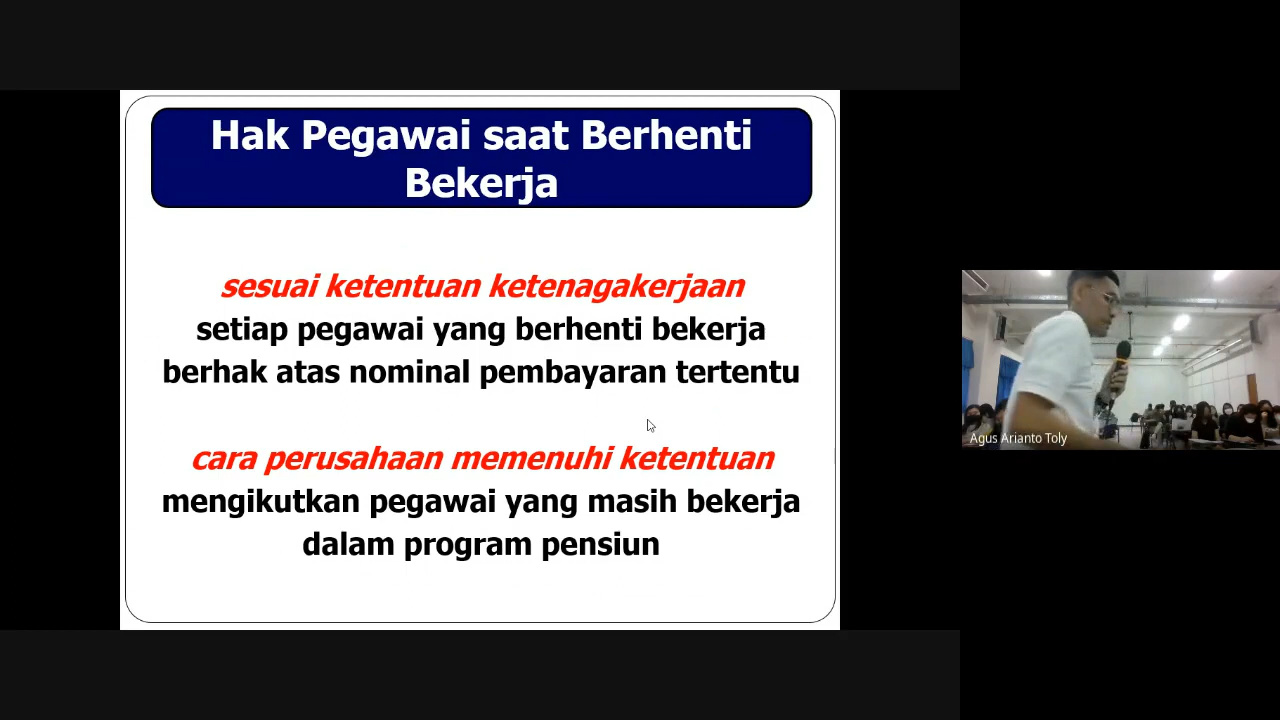 Hak Pegawai saat Berhenti
Bekerja
sesuai ketentuan ketenagakerjaan
setiap pegawai yang berhenti bekerja
berhak atas nominal pembayaran tertentu
cara perusahaan memenuhi ketentuan
mengikutkan pegawai yang masih bekerja
dalam program pensiun
Agus Arianto Toly